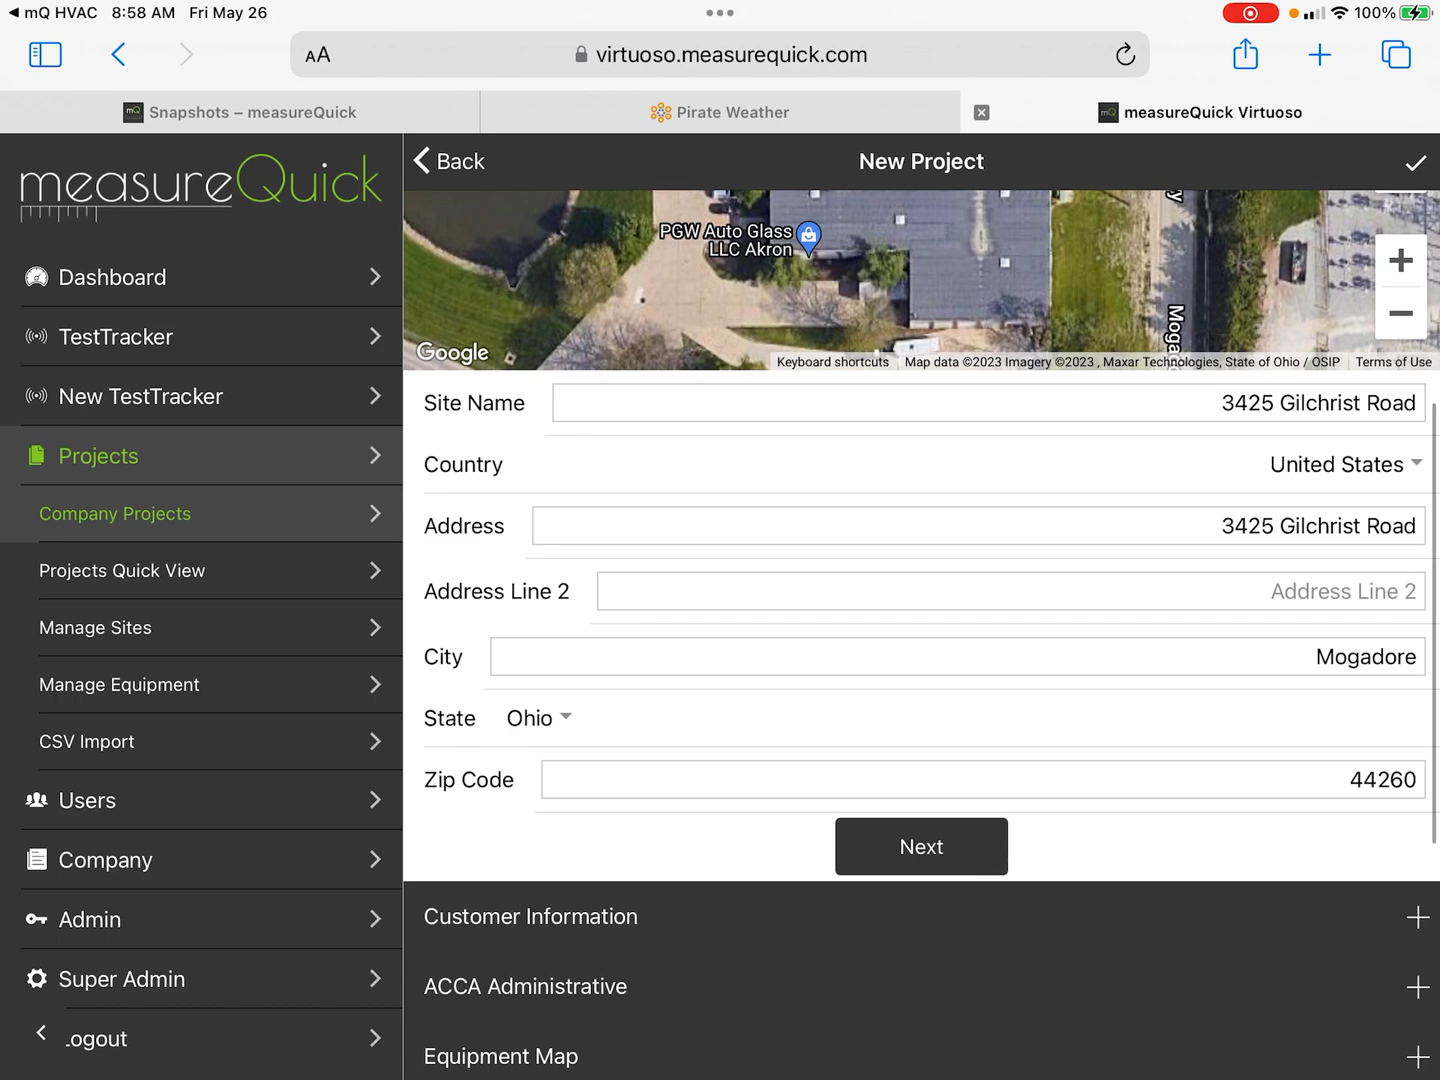 mQ HVAC 8:58 AM Fri May 26
100%
AA
virtuoso.measurequick.com
mQ Snapshots – measureQuick
Pirate Weather
mQ measureQuick Virtuoso
measureQuick
Back
New Project
Dashboard
TestTracker
New TestTracker
Projects
Company Projects
Projects Quick View
Manage Sites
Manage Equipment
CSV Import
Users
Company
Admin
Super Admin
ogout
PGW Auto Glass
LLC Akron
y
Mogad
Google
Keyboard shortcuts
Map data ©2023 Imagery ©2023 , Maxar Technologies, State of Ohio / OSIP
Terms of Use
Site Name 3425 Gilchrist Road
Country United States
Address 3425 Gilchrist Road
Address Line 2 Address Line 2
City Mogadore
State Ohio
Zip Code 44260
Next
Customer Information
ACCA Administrative
Equipment Map